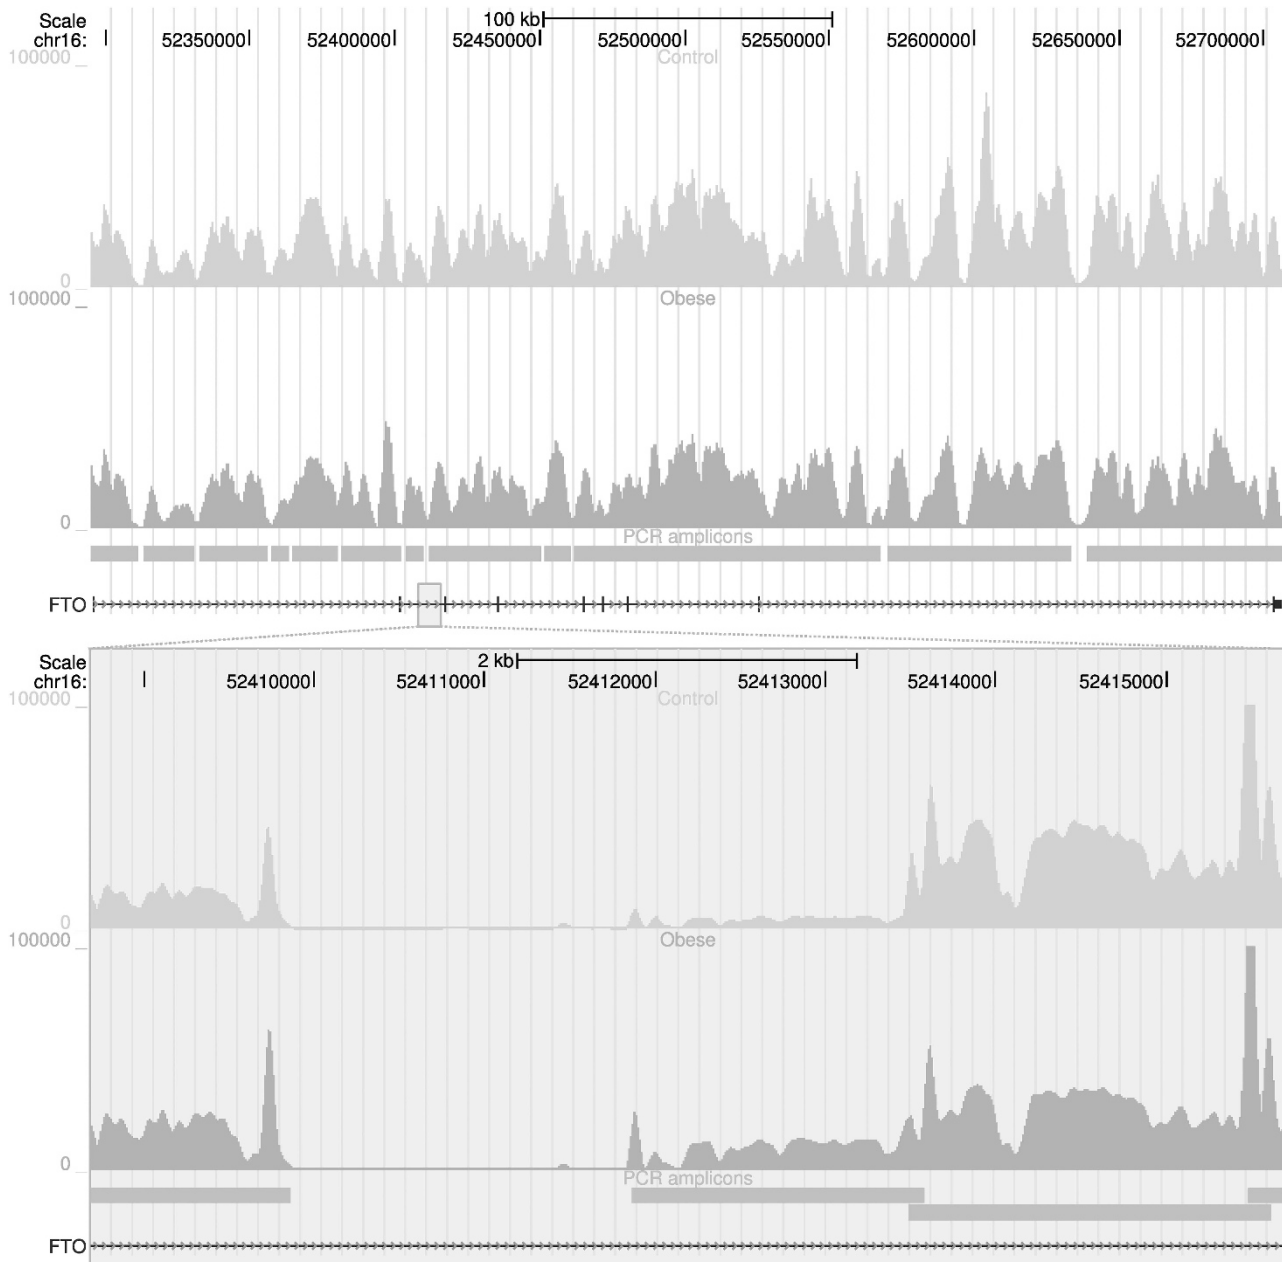 Scale 100 kb
chr16: 52350000 52400000 52450000 52500000 52550000 52600000 52650000 52700000
100000 Control
0
100000 Obese
0
PCR amplicons
FTO
Scale 2 kb
chr16: 52410000 52411000 52412000 52413000 52414000 52415000
100000 Control
0
100000 Obese
0
PCR amplicons
FTO